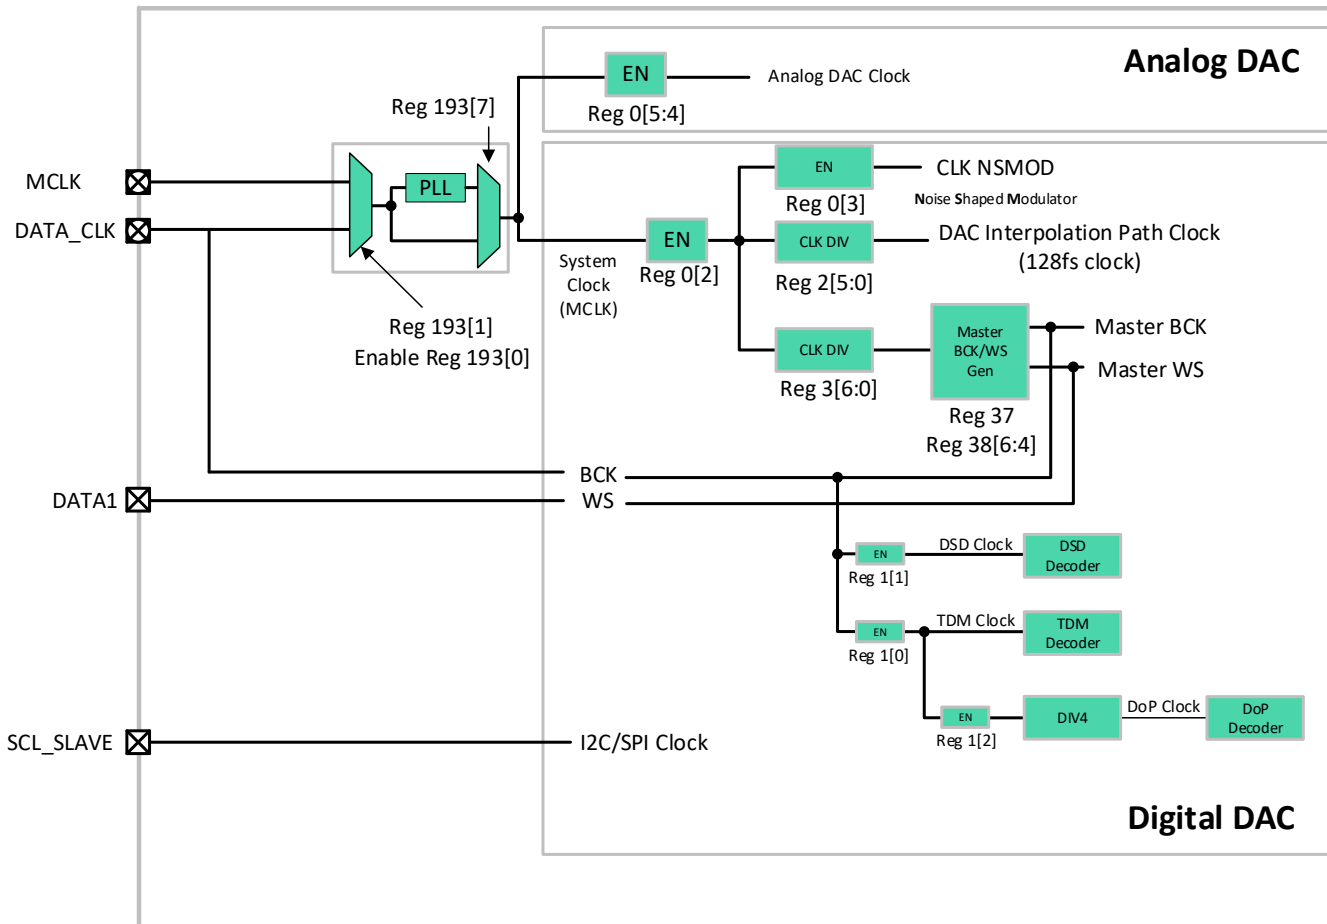 Analog DAC
EN
Analog DAC Clock
Reg 0[5:4]
Reg 193[7]
MCLK
PLL
DATA_CLK
EN
CLK NSMOD
Reg 0[3]
Noise Shaped Modulator
EN
System
Clock
(MCLK)
Reg 0[2]
CLK DIV
DAC Interpolation Path Clock
(128fs clock)
Reg 2[5:0]
Reg 193[1]
Enable Reg 193[0]
CLK DIV
Reg 3[6:0]
Master
BCK/WS
Gen
Master BCK
Master WS
Reg 37
Reg 38[6:4]
BCK
DATA1
WS
EN
Reg 1[1]
DSD Clock
DSD
Decoder
EN
Reg 1[0]
TDM Clock
TDM
Decoder
EN
Reg 1[2]
DIV4
DoP Clock
DoP
Decoder
SCL_SLAVE
I2C/SPI Clock
Digital DAC